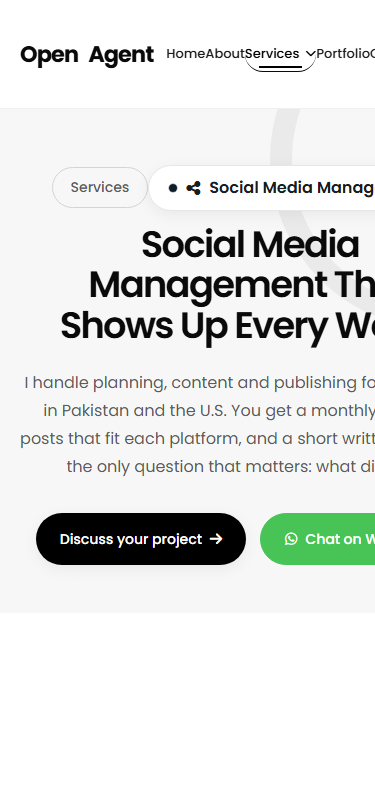 Open Agent
Home About Services Portfolio
Services
Social Media Manag
Social Media
Management Th
Shows Up Every W
I handle planning, content and publishing fo
in Pakistan and the U.S. You get a monthly
posts that fit each platform, and a short writt
the only question that matters: what di
Discuss your project →
Chat on W